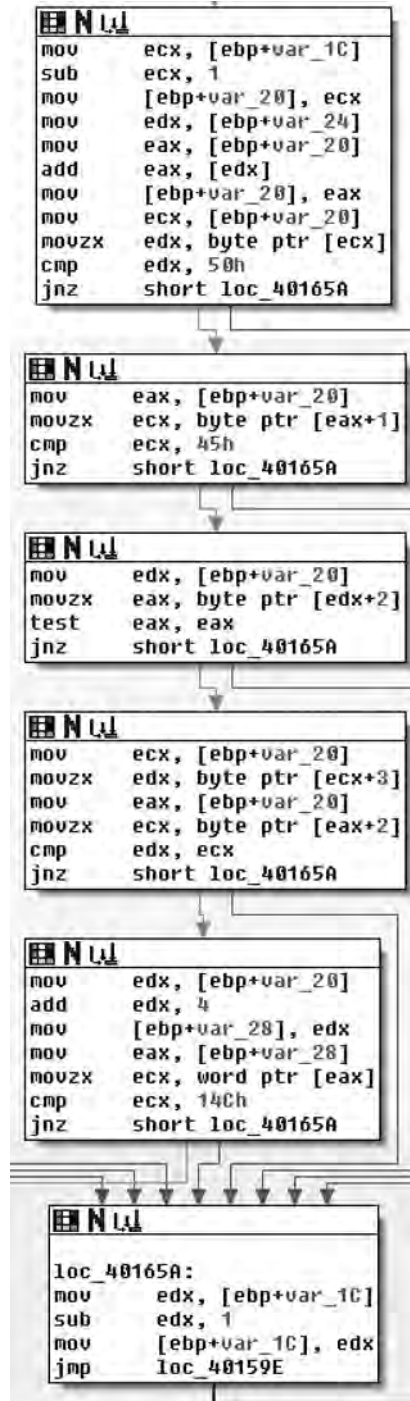 mov ecx, [ebp+var_1C]
sub ecx, 1
mov [ebp+var_20], ecx
mov edx, [ebp+var_24]
mov eax, [ebp+var_20]
add eax, [edx]
mov [ebp+var_20], eax
mov ecx, [ebp+var_20]
movzx edx, byte ptr [ecx]
cmp edx, 50h
jnz short loc_40165A
mov eax, [ebp+var_20]
movzx ecx, byte ptr [eax+1]
cmp ecx, 45h
jnz short loc_40165A
mov edx, [ebp+var_20]
movzx eax, byte ptr [edx+2]
test eax, eax
jnz short loc_40165A
mov ecx, [ebp+var_20]
movzx edx, byte ptr [ecx+3]
mov eax, [ebp+var_20]
movzx ecx, byte ptr [eax+2]
cmp edx, ecx
jnz short loc_40165A
mov edx, [ebp+var_20]
add edx, 4
mov [ebp+var_28], edx
mov eax, [ebp+var_28]
movzx ecx, word ptr [eax]
cmp ecx, 14Ch
jnz short loc_40165A
loc_40165A:
mov edx, [ebp+var_1C]
sub edx, 1
mov [ebp+var_1C], edx
jmp loc_40159E